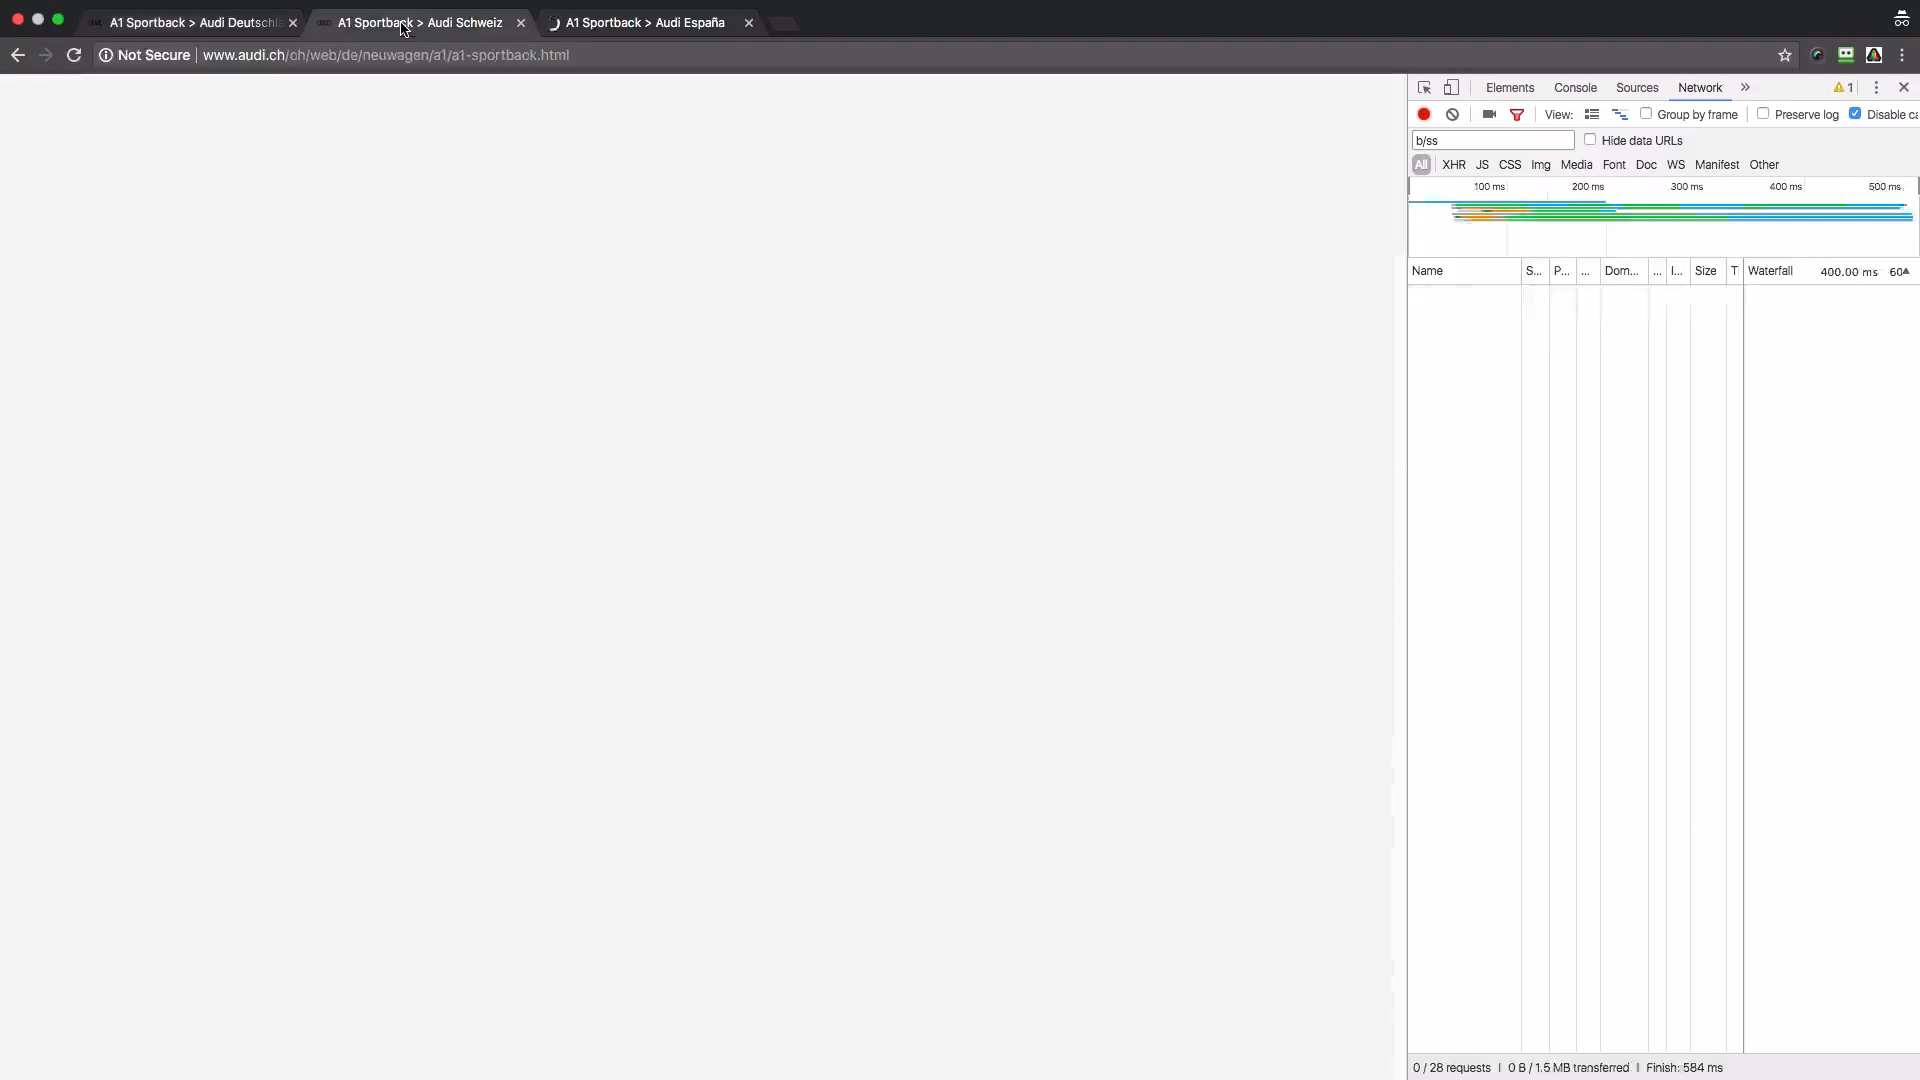 A1 Sportback > Audi Deutschla
A1 Sportback > Audi Schweiz
A1 Sportback > Audi España
Not Secure
www.audi.ch/ch/web/de/neuwagen/a1/a1-sportback.html
Elements Console Sources Network
1
View: Group by frame Preserve log Disable ca
b/ss Hide data URLs
All XHR JS CSS Img Media Font Doc WS Manifest Other
100 ms 200 ms 300 ms 400 ms 500 ms
Name S... P... ... Dom... ... I... Size T Waterfall 400.00 ms 60
0 / 28 requests | 0 B / 1.5 MB transferred | Finish: 584 ms